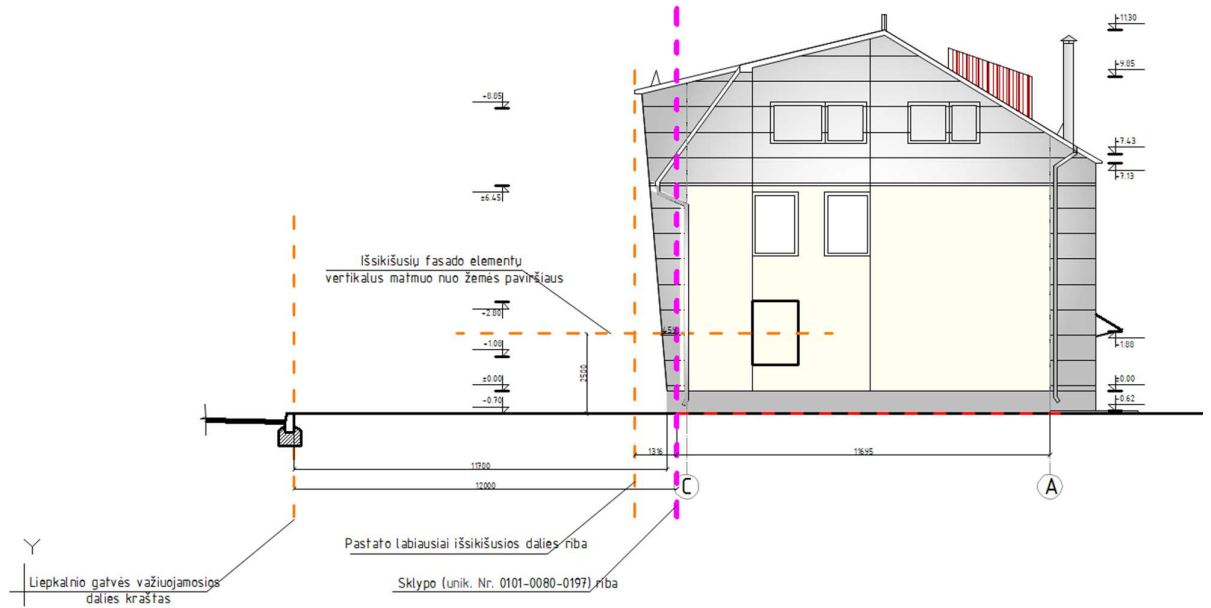 +11.30
+9.85
+8.85
+7.43
+7.13
±6.45
Išsikišusių fasado elementų
vertikalus matmuo nuo žemės paviršiaus
+2.80
+1.88
+1.08
2500
±0.00
±0.00
-0.70
-0.62
1316
11695
11700
12000
C
A
Pastato labiausiai išsikišusios dalies riba
Sklypo (unik. Nr. 0101-0080-0197) riba
Y
Liepkalnio gatvės važiuojamosios
dalies kraštas